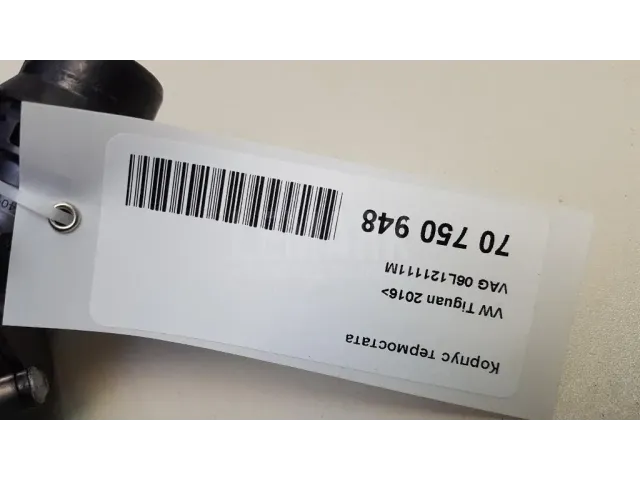 Корпус термостата
VW Tiguan 2016>
VAG 06L121111M
70 750 948